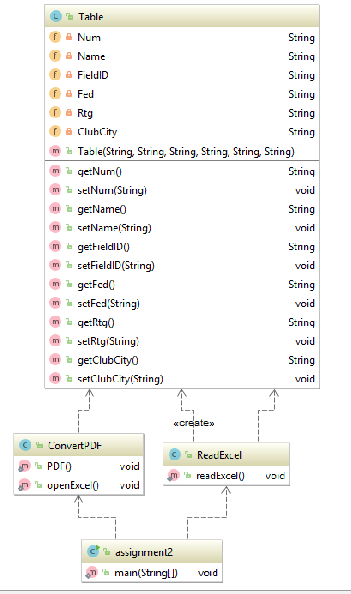 Table
Num String
Name String
FieldID String
Fed String
Rtg String
ClubCity String
Table(String, String, String, String, String, String)
getNum() String
setNum(String) void
getName() String
setName(String) void
getFieldID() String
setFieldID(String) void
getFed() String
setFed(String) void
getRtg() String
setRtg(String) void
getClubCity() String
setClubCity(String) void
«create»
ConvertPDF
PDF() void
openExcel() void
ReadExcel
readExcel() void
assignment2
main(String[]) void